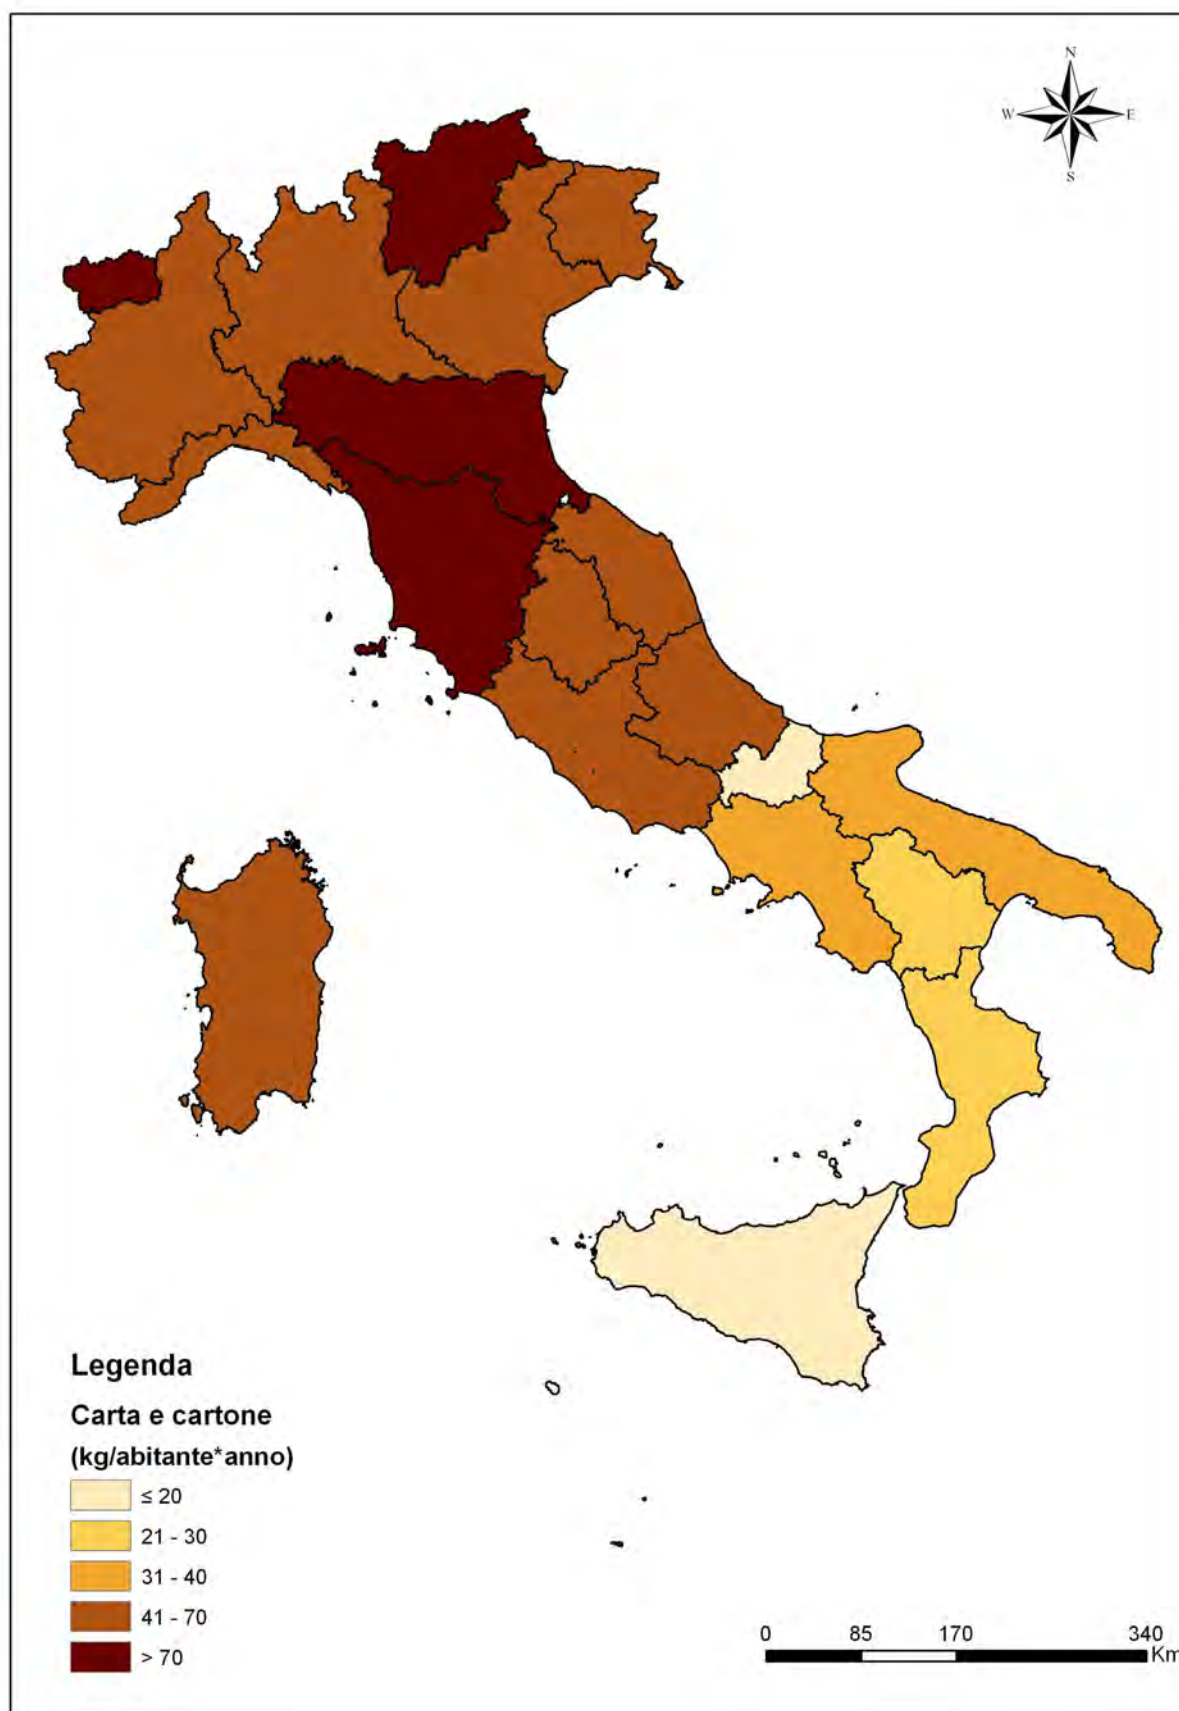 N
W E
S
Legenda
Carta e cartone
(kg/abitante*anno)
≤ 20
21 - 30
31 - 40
41 - 70
> 70
0 85 170 340
Km